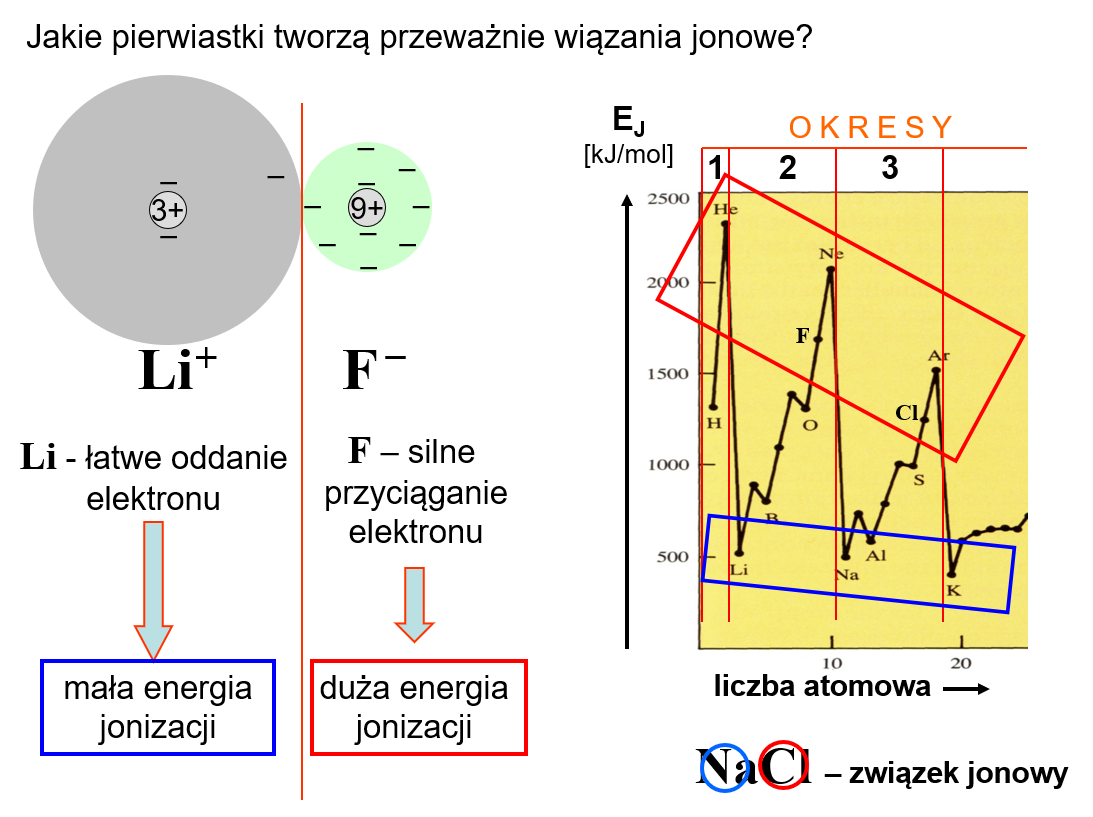 Jakie pierwiastki tworzą przeważnie wiązania jonowe?
3+
9+
Li+
F–
Li - łatwe oddanie
elektronu
F – silne
przyciąganie
elektronu
mała energia
jonizacji
duża energia
jonizacji
EJ
[kJ/mol]
OKRESY
1 2 3
2500
2000
1500
1000
500
He
Ne
F
Ar
Cl
H
O
S
B
Li
Na
Al
K
10 20
liczba atomowa
NaCl – związek jonowy